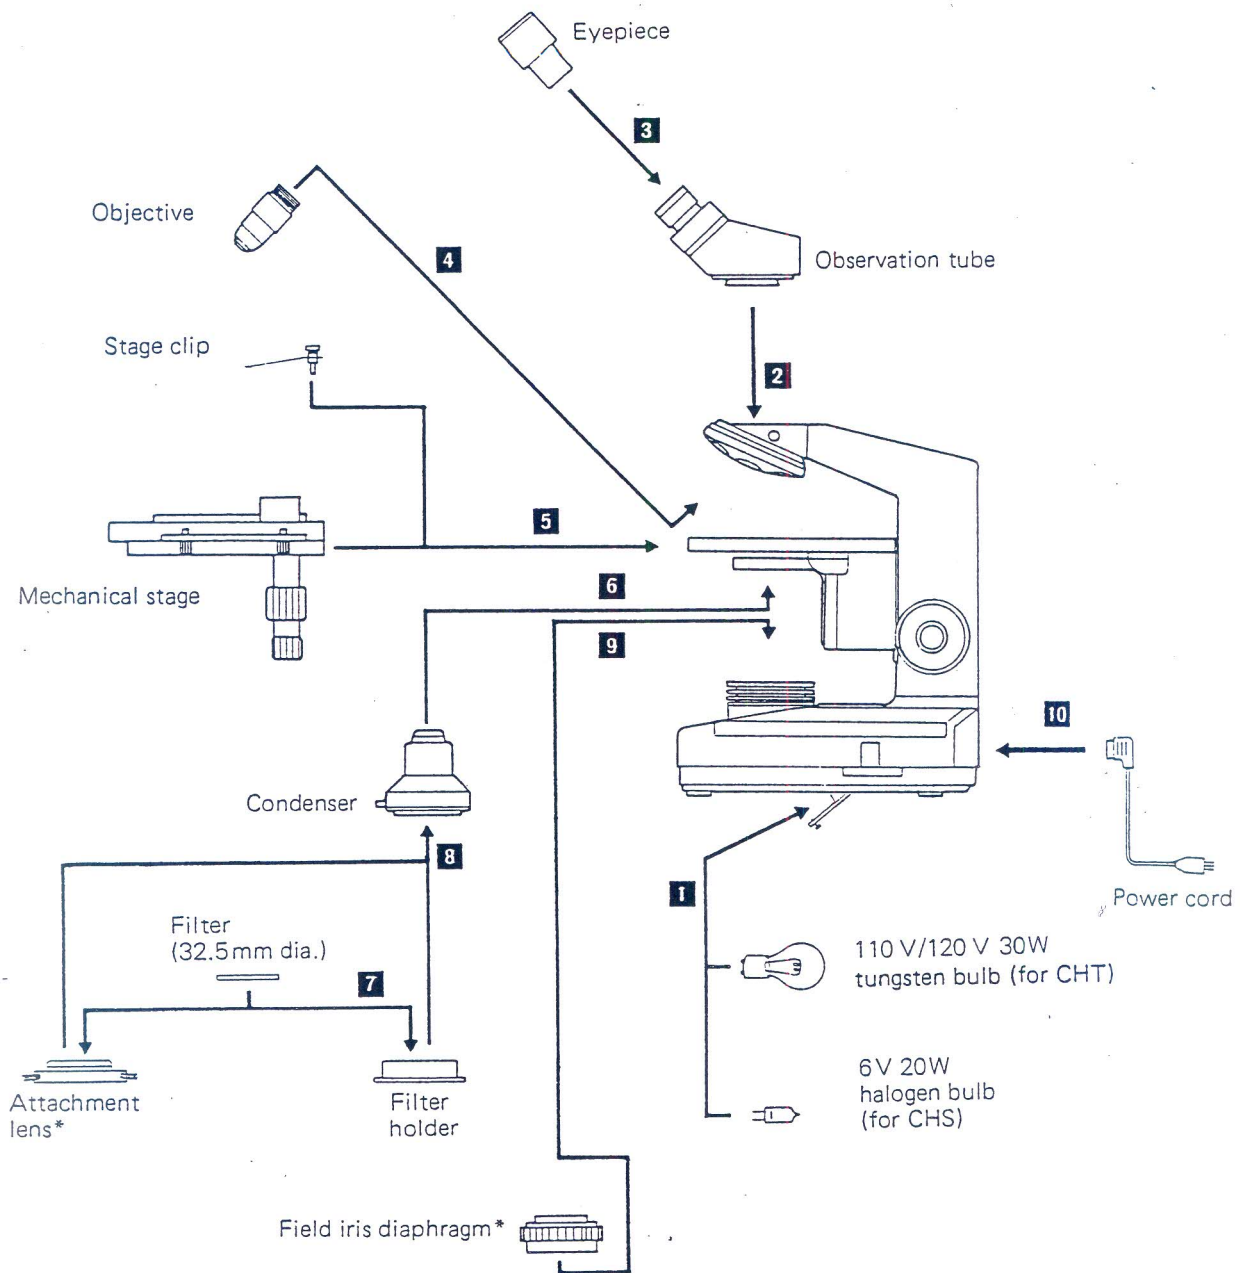 Eyepiece
3
Objective
4
Observation tube
Stage clip
2
5
Mechanical stage
6
9
10
Condenser
8
1
Power cord
Filter
(32.5mm dia.)
7
110 V/120 V 30W
tungsten bulb (for CHT)
6V 20W
halogen bulb
(for CHS)
Attachment
lens*
Filter
holder
Field iris diaphragm*